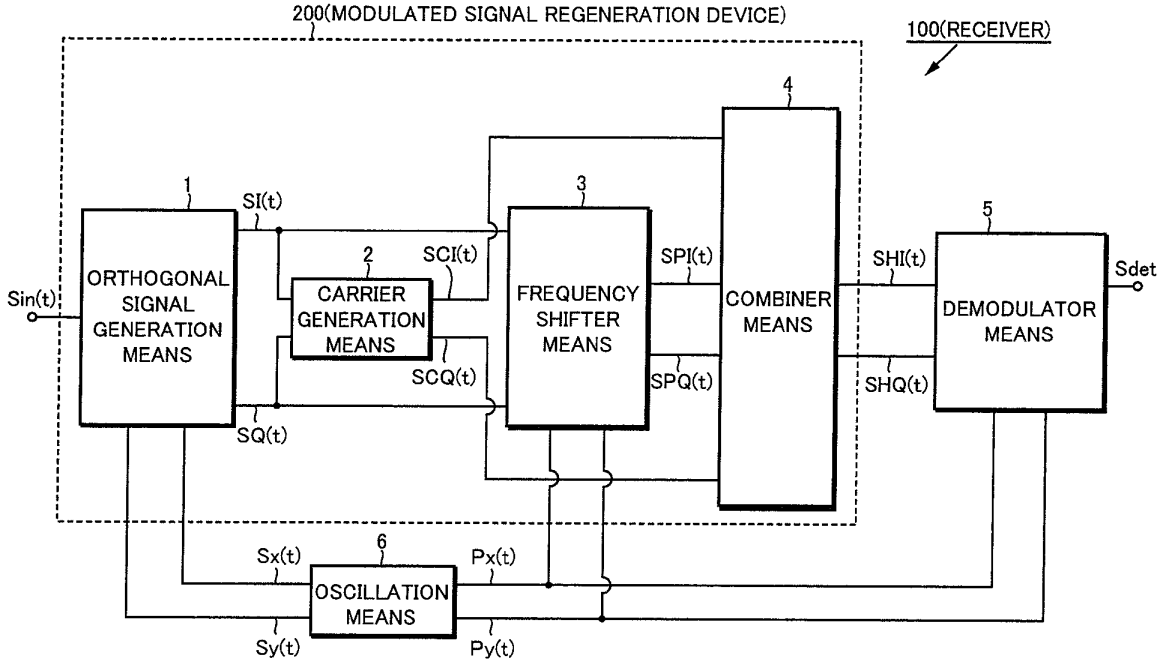 200(MODULATED SIGNAL REGENERATION DEVICE)
100(RECEIVER)
4
1
SI(t)
3
5
2
SCI(t)
SPI(t)
SHI(t)
Sdet
Sin(t)
ORTHOGONAL
SIGNAL
GENERATION
MEANS
CARRIER
GENERATION
MEANS
FREQUENCY
SHIFTER
MEANS
COMBINER
MEANS
DEMODULATOR
MEANS
SCQ(t)
SPQ(t)
SHQ(t)
SQ(t)
6
Sx(t)
Px(t)
OSCILLATION
MEANS
Sy(t)
Py(t)